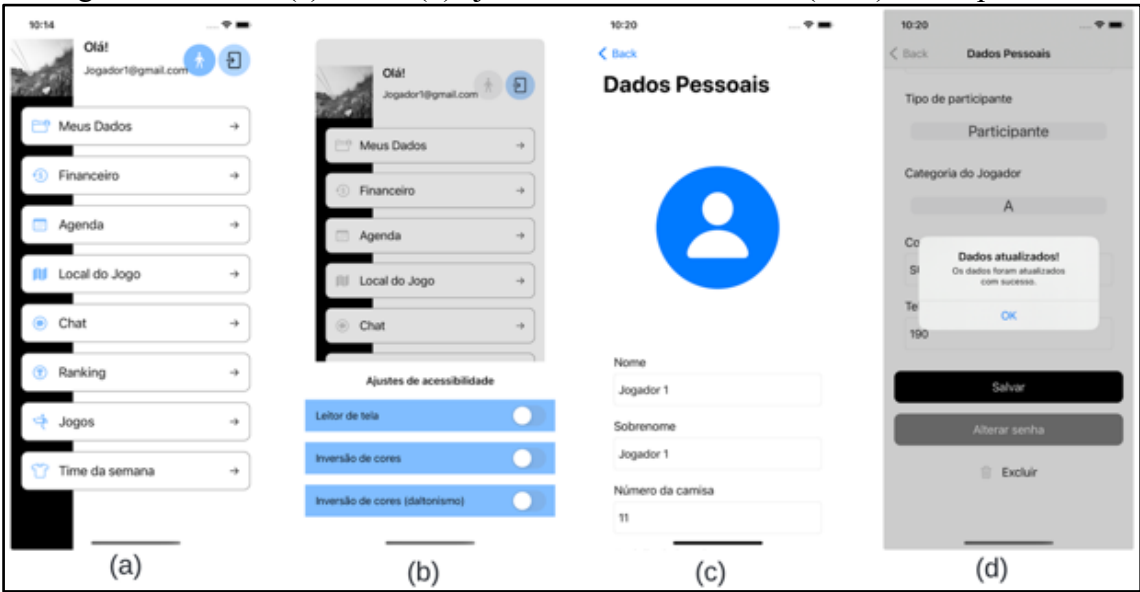 10:14
Olá!
Jogador1@gmail.com
Meus Dados
Financeiro
Agenda
Local do Jogo
Chat
Ranking
Jogos
Time da semana
(a)
Olá!
Jogador1@gmail.com
Meus Dados
Financeiro
Agenda
Local do Jogo
Chat
Ajustes de acessibilidade
Leitor de tela
Inversão de cores
Inversão de cores (daltonismo)
(b)
10:20
Back
Dados Pessoais
Nome
Jogador 1
Sobrenome
Jogador 1
Número da camisa
11
(c)
10:20
Back Dados Pessoais
Tipo de participante
Participante
Categoria do Jogador
A
Co
Dados atualizados!
Os dados foram atualizados
com sucesso.
OK
Te
190
Salvar
Alterar senha
Excluir
(d)